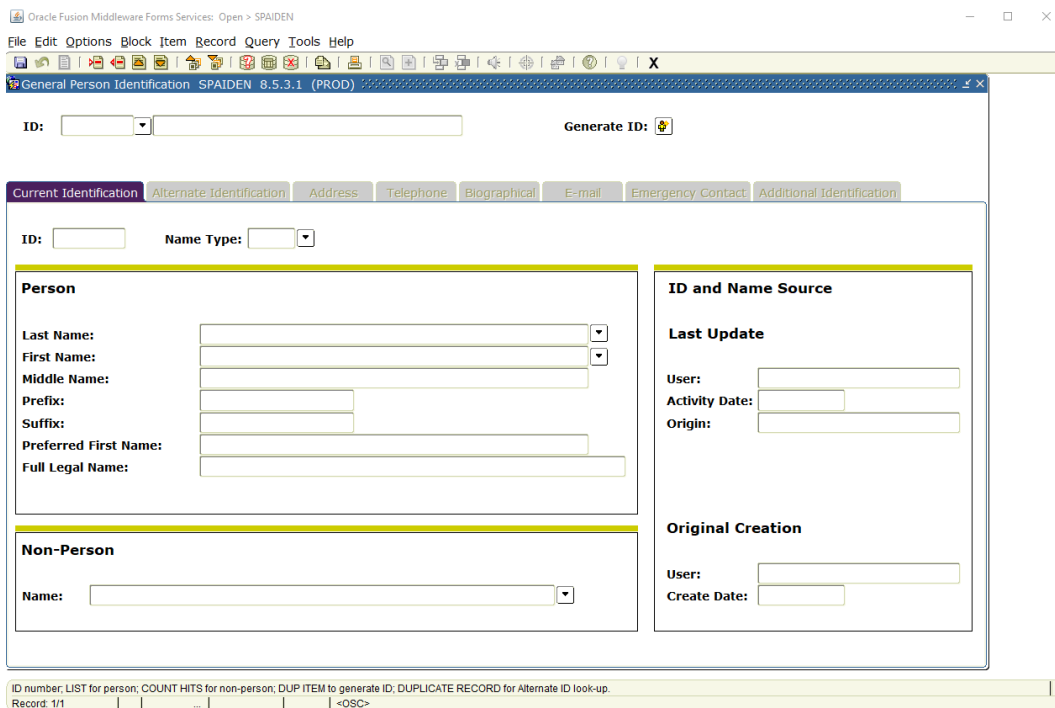 Oracle Fusion Middleware Forms Services: Open > SPAIDEN
File Edit Options Block Item Record Query Tools Help
X
General Person Identification SPAIDEN 8.5.3.1 (PROD)
ID: Generate ID:
Current Identification Alternate Identification Address Telephone Biographical E-mail Emergency Contact Additional Identification
ID: Name Type:
Person
ID and Name Source
Last Name:
Last Update
First Name:
Middle Name:
User:
Prefix:
Activity Date:
Suffix:
Origin:
Preferred First Name:
Full Legal Name:
Original Creation
Non-Person
User:
Name:
Create Date:
ID number; LIST for person; COUNT HITS for non-person; DUP ITEM to generate ID; DUPLICATE RECORD for Alternate ID look-up.
Record: 1/1 ... <OSC>